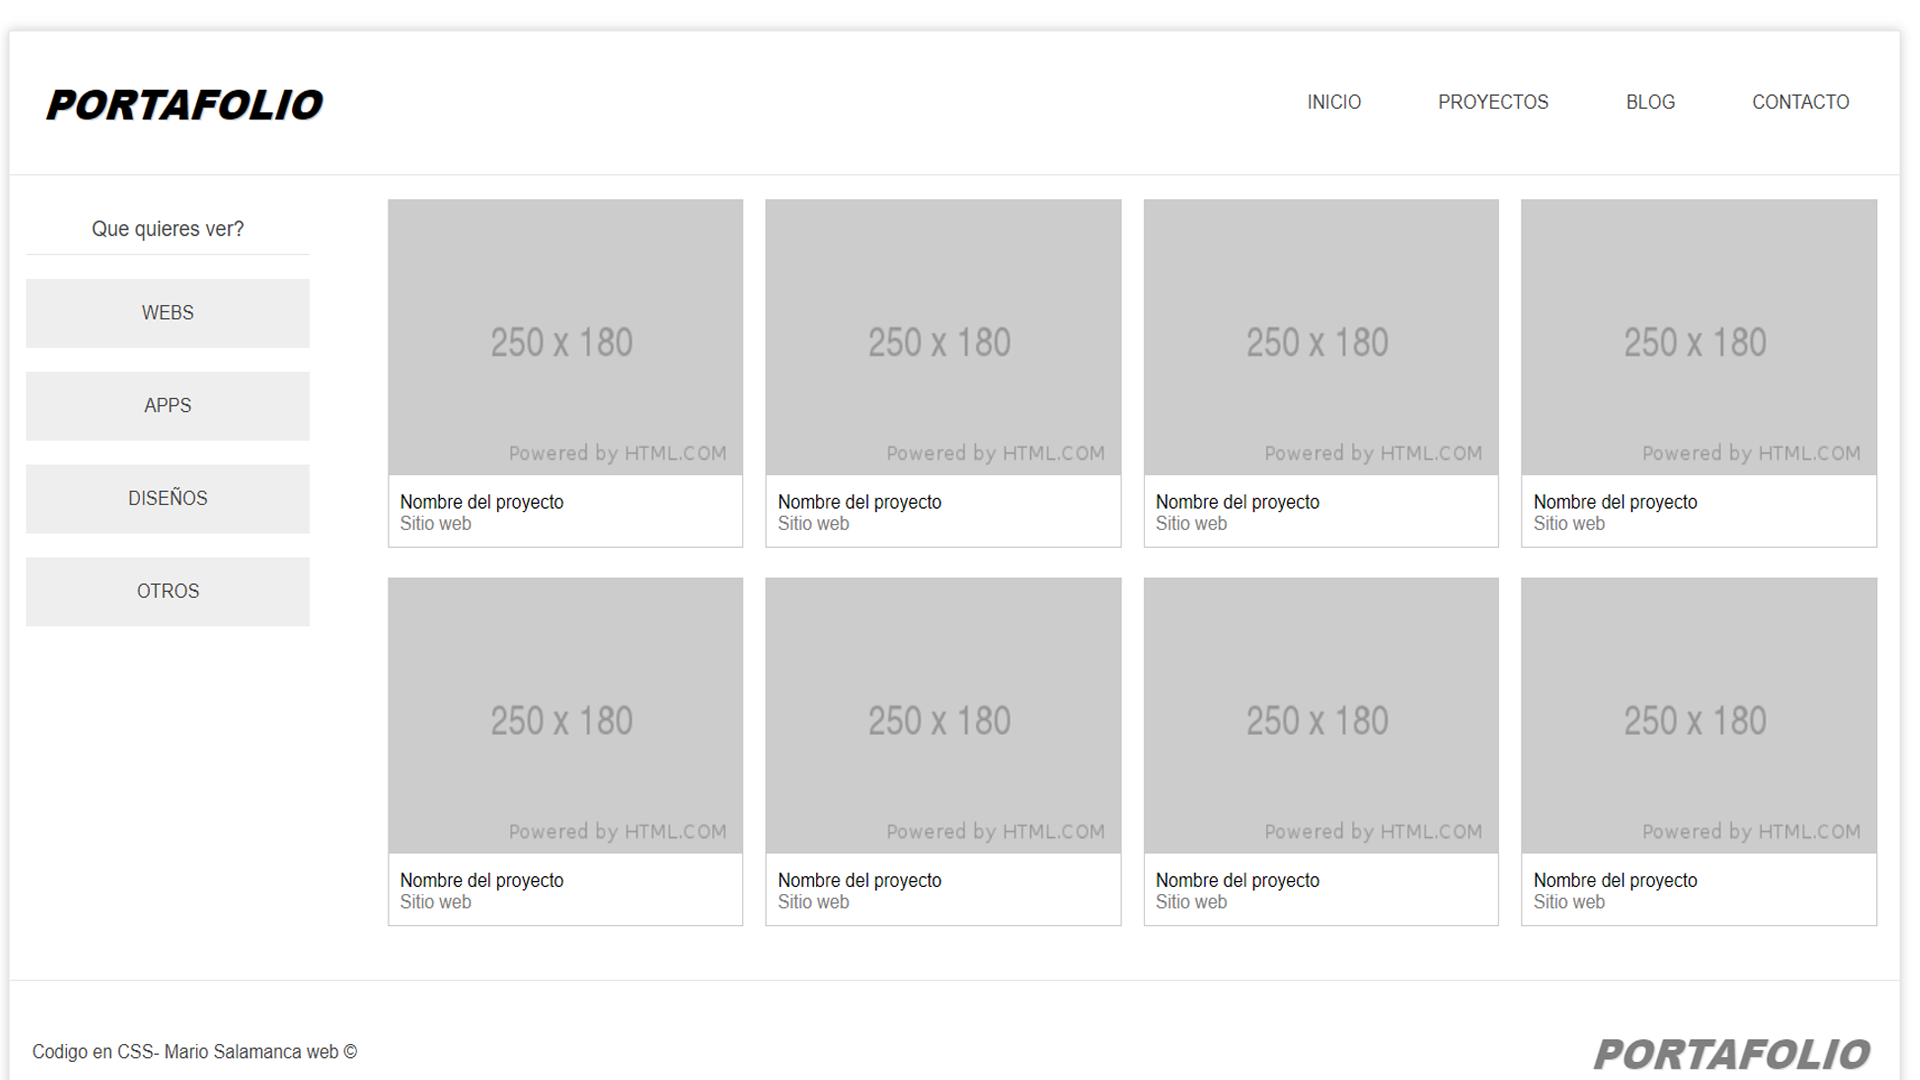 PORTAFOLIO
INICIO PROYECTOS BLOG CONTACTO
Que quieres ver?
WEBS
APPS
DISEÑOS
OTROS
250 x 180 250 x 180 250 x 180 250 x 180
Powered by HTML.COM Powered by HTML.COM Powered by HTML.COM Powered by HTML.COM
Nombre del proyecto Nombre del proyecto Nombre del proyecto Nombre del proyecto
Sitio web Sitio web Sitio web Sitio web
250 x 180 250 x 180 250 x 180 250 x 180
Powered by HTML.COM Powered by HTML.COM Powered by HTML.COM Powered by HTML.COM
Nombre del proyecto Nombre del proyecto Nombre del proyecto Nombre del proyecto
Sitio web Sitio web Sitio web Sitio web
Codigo en CSS- Mario Salamanca web ©
PORTAFOLIO